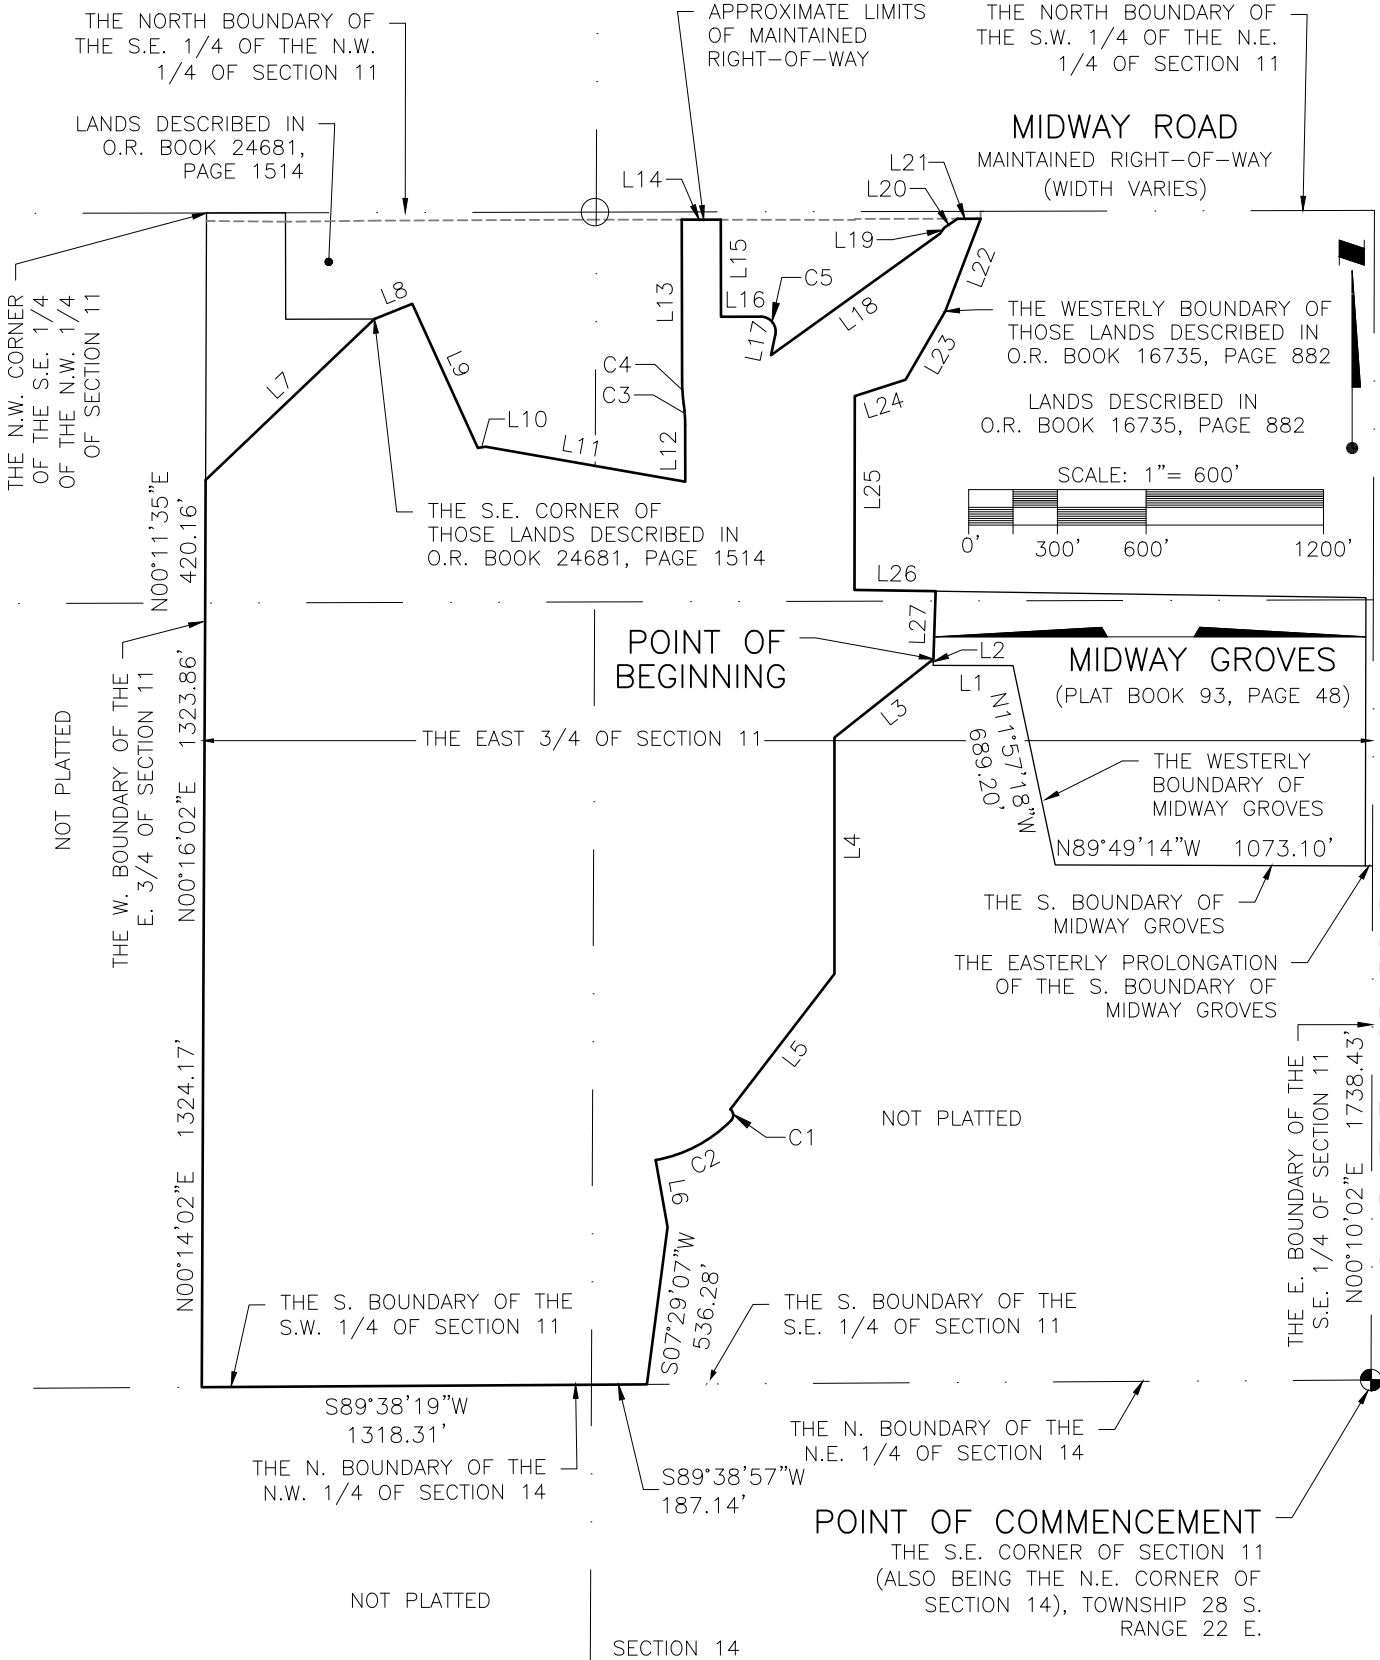 THE NORTH BOUNDARY OF
THE S.E. 1/4 OF THE N.W.
1/4 OF SECTION 11
APPROXIMATE LIMITS
OF MAINTAINED
RIGHT-OF-WAY
THE NORTH BOUNDARY OF
THE S.W. 1/4 OF THE N.E.
1/4 OF SECTION 11
LANDS DESCRIBED IN
O.R. BOOK 24681,
PAGE 1514
MIDWAY ROAD
MAINTAINED RIGHT-OF-WAY
(WIDTH VARIES)
L14
L21
L20
L19
L15
L13
L16
C5
L17
L18
L22
L23
L8
L9
L7
L10
L11
C4
C3
L12
L24
L25
THE N.W. CORNER
OF THE S.E. 1/4
OF THE N.W. 1/4
OF SECTION 11
THE WESTERLY BOUNDARY OF
THOSE LANDS DESCRIBED IN
O.R. BOOK 16735, PAGE 882
LANDS DESCRIBED IN
O.R. BOOK 16735, PAGE 882
SCALE: 1"= 600'
0'
300'
600'
1200'
THE S.E. CORNER OF
THOSE LANDS DESCRIBED IN
O.R. BOOK 24681, PAGE 1514
N00°11'35"E
420.16'
L26
L27
POINT OF
BEGINNING
L2
L1
MIDWAY GROVES
(PLAT BOOK 93, PAGE 48)
L3
THE EAST 3/4 OF SECTION 11
N11°57'18"W
689.20'
THE WESTERLY
BOUNDARY OF
MIDWAY GROVES
NOT PLATTED
THE W. BOUNDARY OF THE
E. 3/4 OF SECTION 11
N00°16'02"E 1323.86'
L4
N89°49'14"W 1073.10'
THE S. BOUNDARY OF
MIDWAY GROVES
THE EASTERLY PROLONGATION
OF THE S. BOUNDARY OF
MIDWAY GROVES
L5
NOT PLATTED
C1
C2
L6
N00°14'02"E 1324.17'
THE E. BOUNDARY OF THE
S.E. 1/4 OF SECTION 11
N00°10'02"E 1738.43'
S07°29'07"W
536.28'
THE S. BOUNDARY OF THE
S.W. 1/4 OF SECTION 11
THE S. BOUNDARY OF THE
S.E. 1/4 OF SECTION 11
S89°38'19"W
1318.31'
THE N. BOUNDARY OF THE
N.W. 1/4 OF SECTION 14
S89°38'57"W
187.14'
THE N. BOUNDARY OF THE
N.E. 1/4 OF SECTION 14
POINT OF COMMENCEMENT
THE S.E. CORNER OF SECTION 11
(ALSO BEING THE N.E. CORNER OF
SECTION 14), TOWNSHIP 28 S.
RANGE 22 E.
NOT PLATTED
SECTION 14